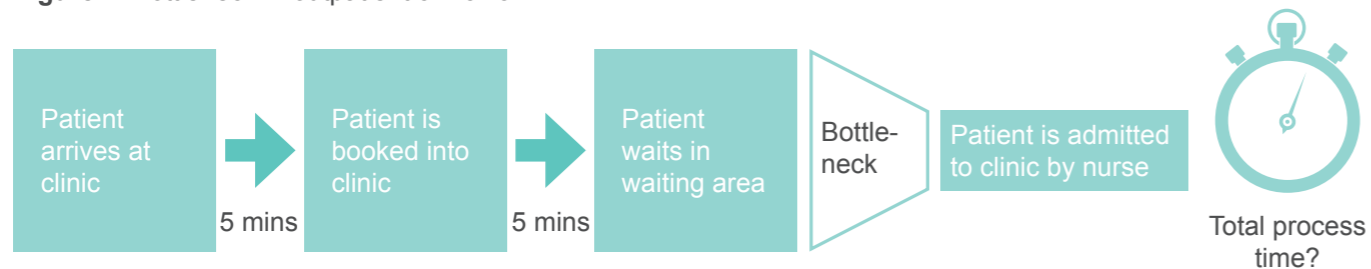 Patient
arrives at
clinic
5 mins
Patient is
booked into
clinic
5 mins
Patient
waits in
waiting area
Bottle-
neck
Patient is admitted
to clinic by nurse
Total process
time?